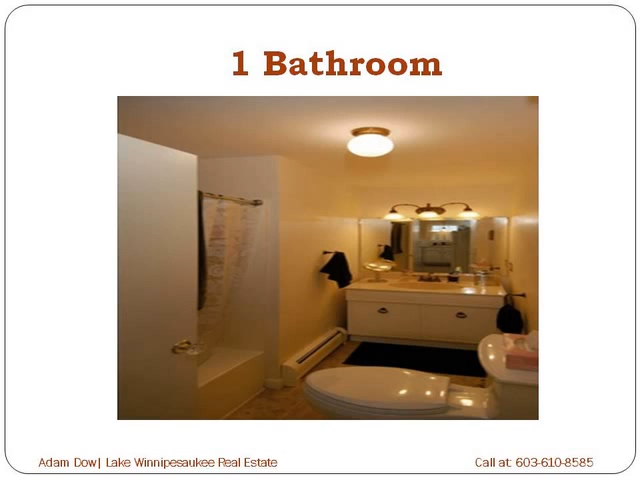 1 Bathroom
Adam Dow| Lake Winnipesaukee Real Estate
Call at: 603-610-8585